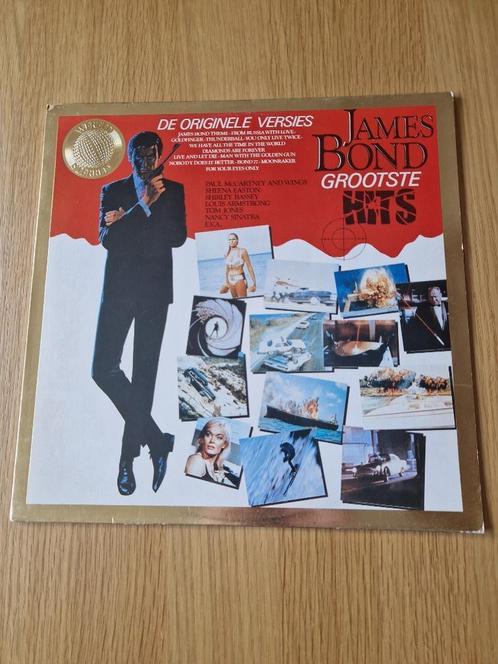 DE ORIGINELE VERSIES
JAMES BOND THEME - FROM RUSSIA WITH LOVE -
GOLDFINGER - THUNDERBALL - YOU ONLY LIVE TWICE -
WE HAVE ALL THE TIME IN THE WORLD
DIAMONDS ARE FOREVER
LIVE AND LET DIE - MAN WITH THE GOLDEN GUN
NOBODY DOES IT BETTER - BOND 77 - MOONRAKER
FOR YOUR EYES ONLY
JAMES
BOND
GROOTSTE
HITS
PAUL McCARTNEY AND WINGS
SHEENA EASTON
SHIRLEY BASSEY
LOUIS ARMSTRONG
TOM JONES
NANCY SINATRA
E.V.A.